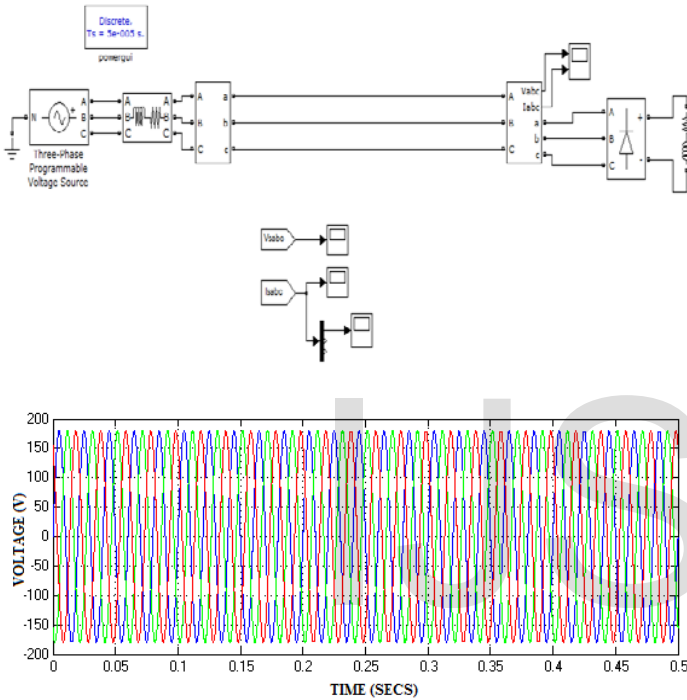 Discrete,
Ts = 5e-005 s.
powergui
N
A
B
C
A
B
C
A
B
C
A
B
C
a
b
c
A
B
C
Vabc
Iabc
a
b
c
A
B
C
+
-
Three-Phase
Programmable
Voltage Source
Vsabc
Isabc
VOLTAGE (V)
200
150
100
50
0
-50
-100
-150
200
0 0.05 0.1 0.15 0.2 0.25 0.3 0.35 0.4 0.45 0.5
TIME (SECS)